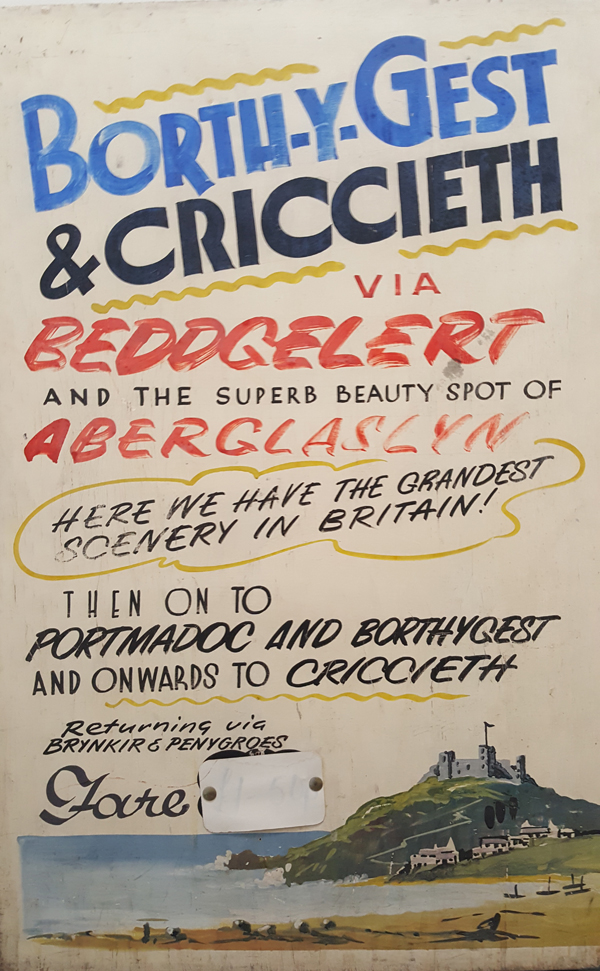 BORTH-Y-GEST
& CRICCIETH
VIA
BEDDGELERT
AND THE SUPERB BEAUTY SPOT OF
ABERGLASLYN
HERE WE HAVE THE GRANDEST
SCENERY IN BRITAIN!
THEN ON TO
PORTMADOC AND BORTHYGEST
AND ONWARDS TO CRICCIETH
Returning via
BRYNKIR & PENYGROES
Fare